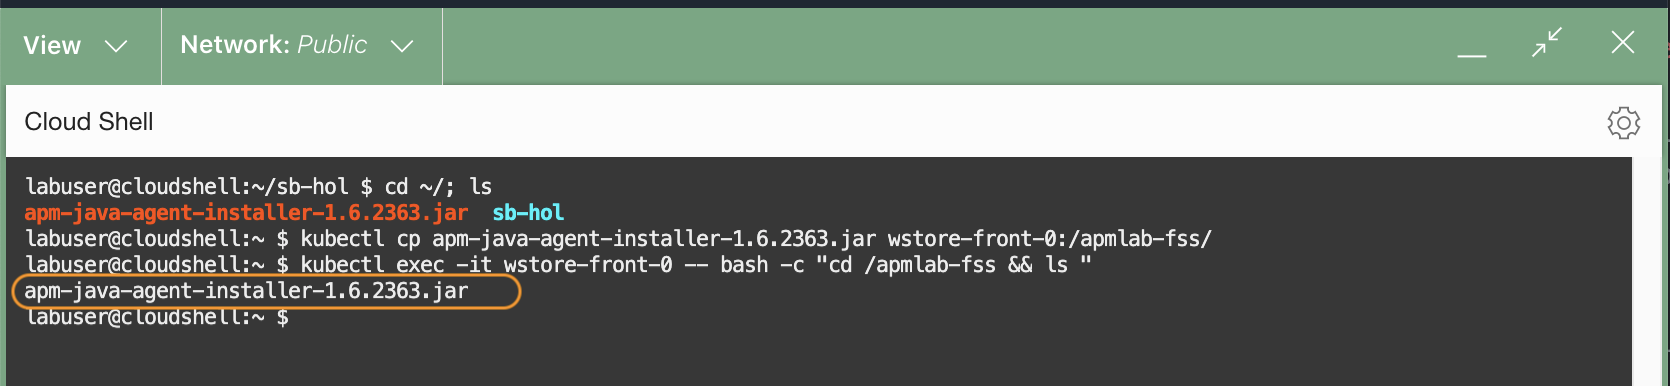 View Network: Public
Cloud Shell
labuser@cloudshell:~/sb-hol $ cd ~/; ls
apm-java-agent-installer-1.6.2363.jar sb-hol
labuser@cloudshell:~ $ kubectl cp apm-java-agent-installer-1.6.2363.jar wstore-front-0:/apmlab-fss/
labuser@cloudshell:~ $ kubectl exec -it wstore-front-0 -- bash -c "cd /apmlab-fss && ls "
apm-java-agent-installer-1.6.2363.jar
labuser@cloudshell:~ $